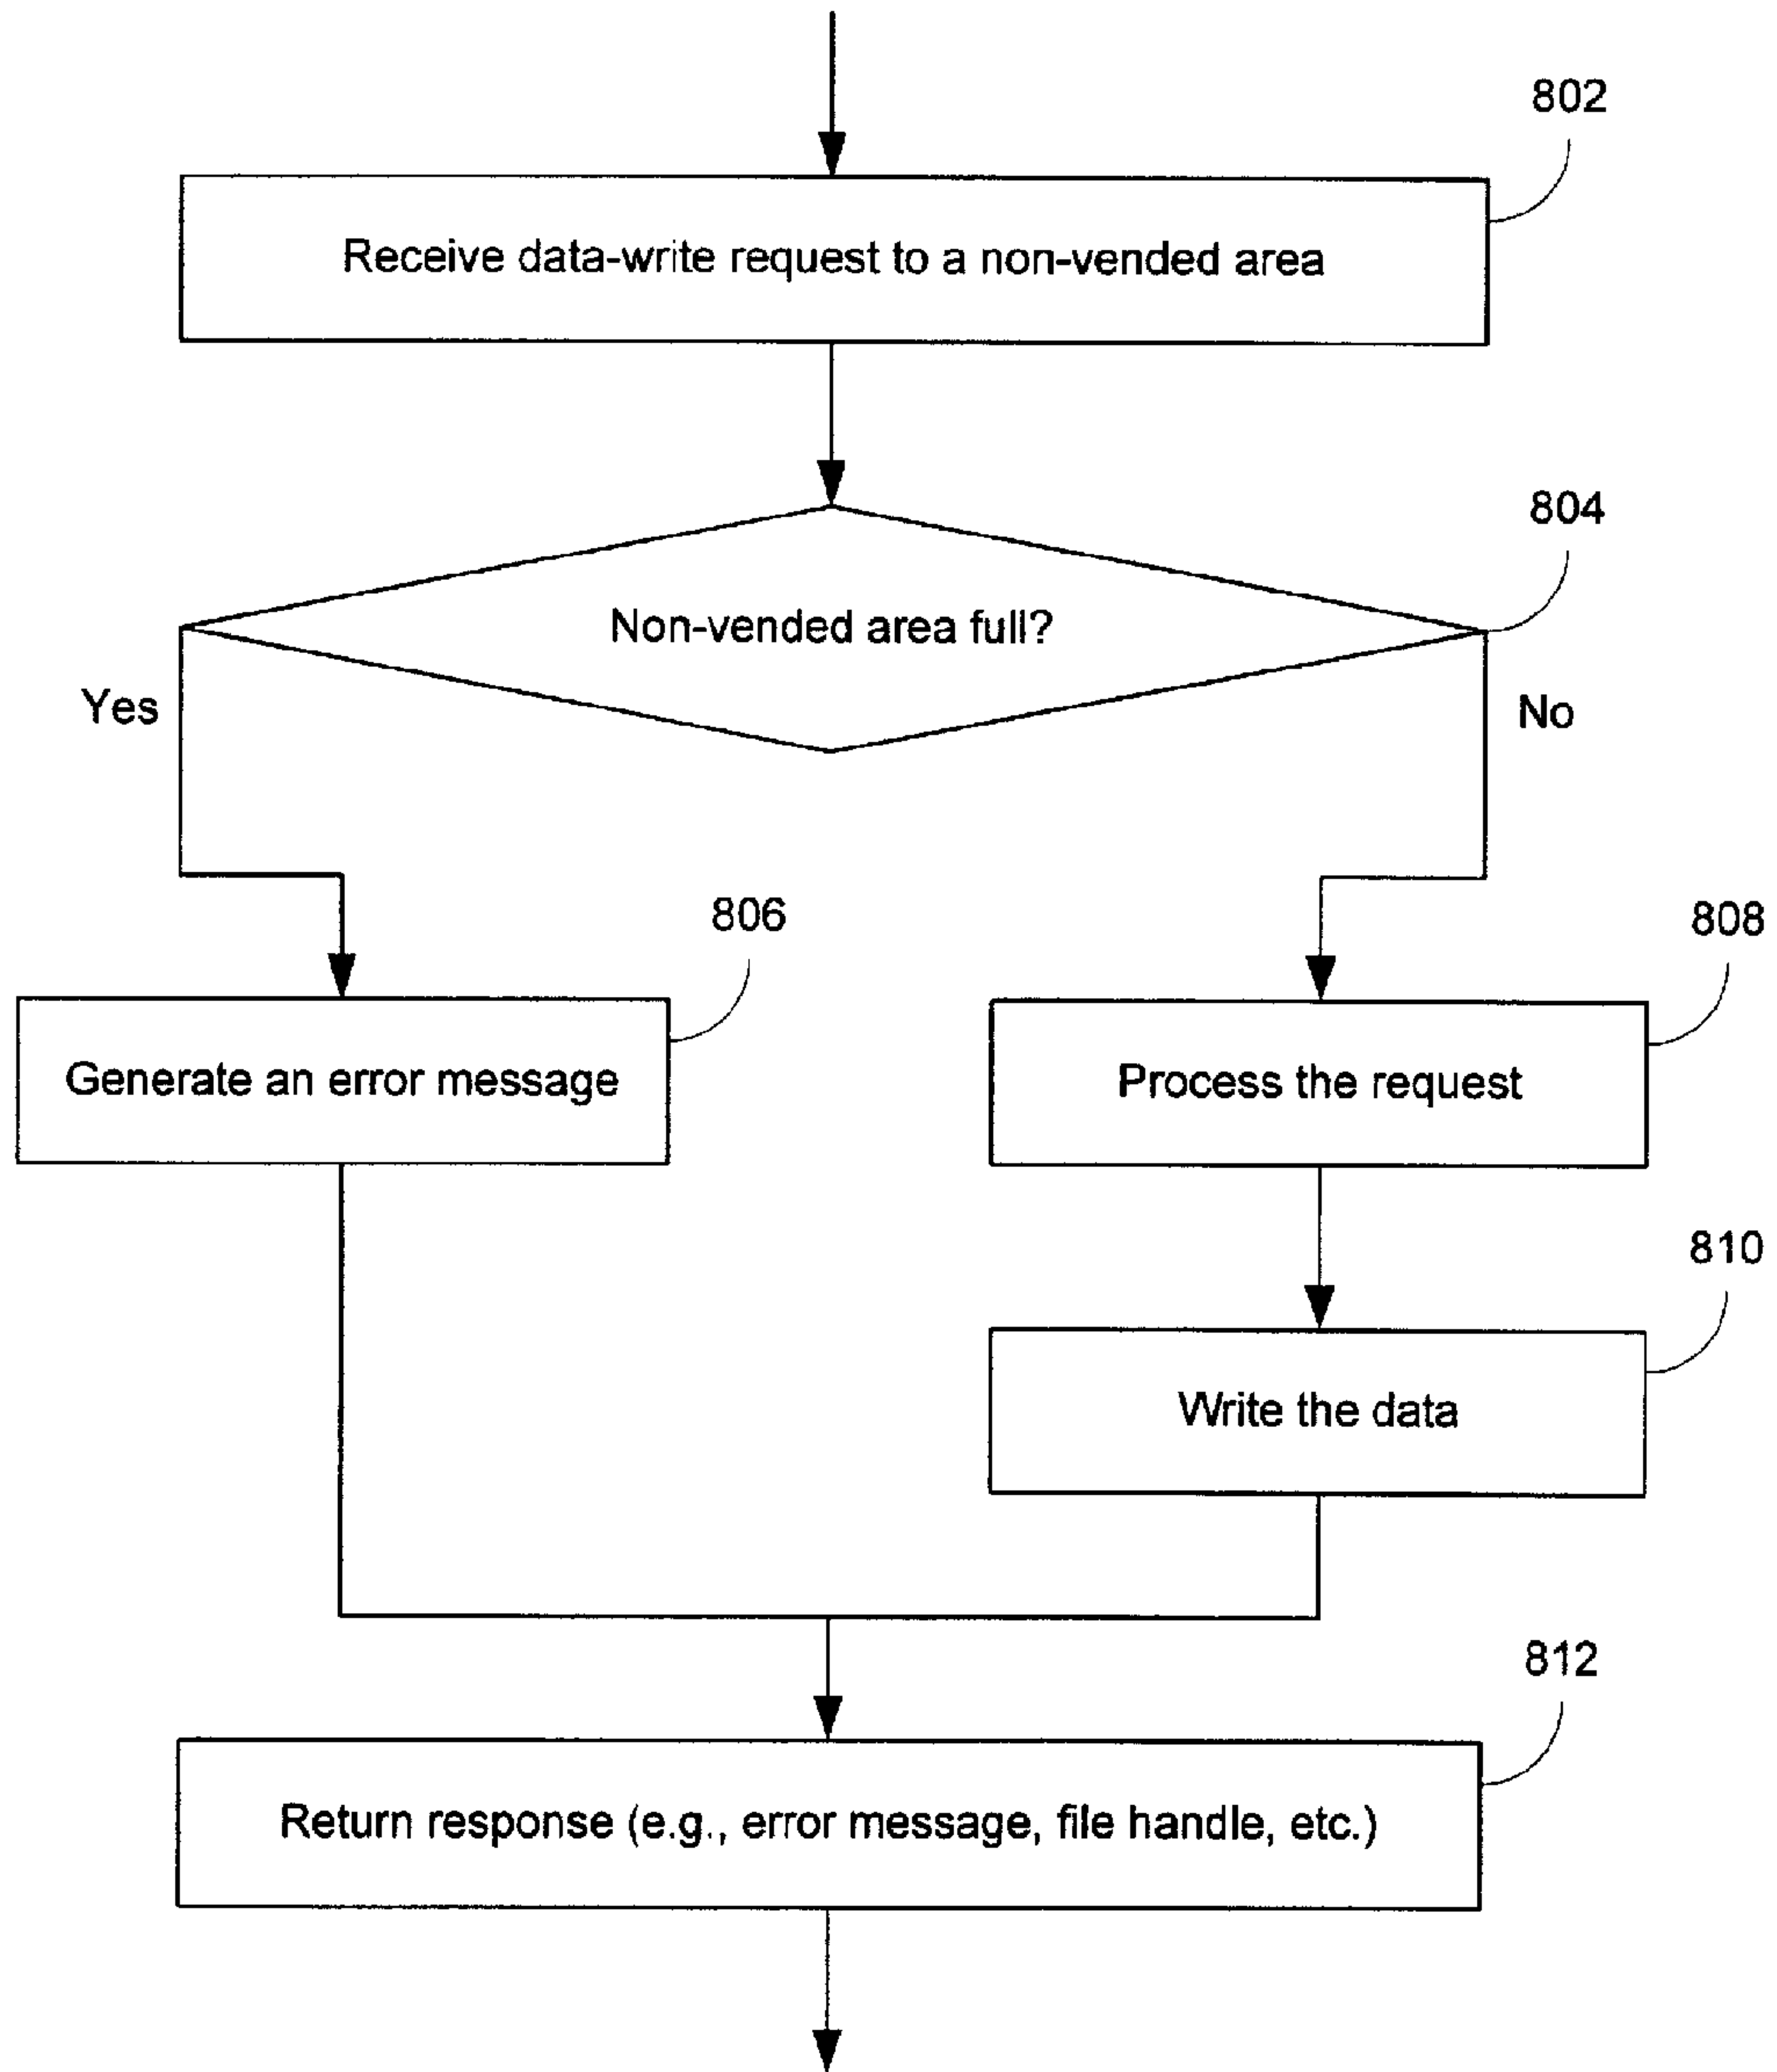 802
Receive data-write request to a non-vended area
804
Non-vended area full?
Yes
No
806
808
Generate an error message
Process the request
810
Write the data
812
Return response (e.g., error message, file handle, etc.)